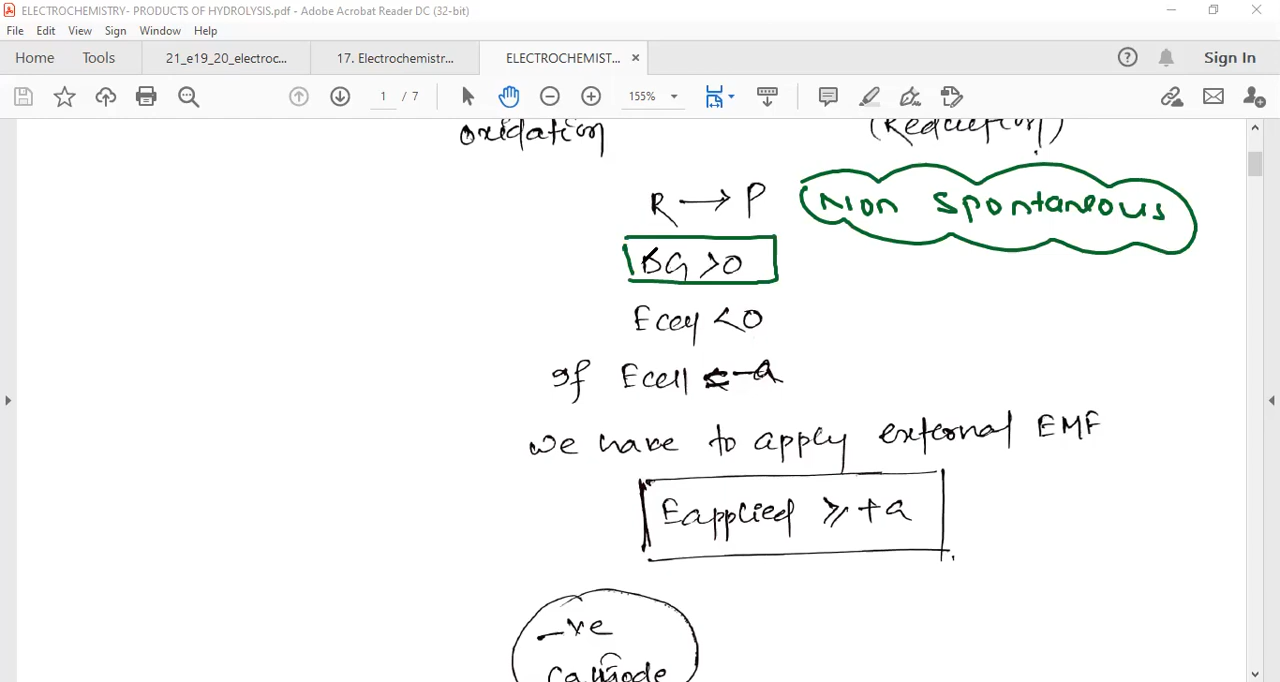 ELECTROCHEMISTRY- PRODUCTS OF HYDROLYSIS.pdf - Adobe Acrobat Reader DC (32-bit)
File Edit View Sign Window Help
Home Tools 21_e19_20_electroc... 17. Electrochemistr... ELECTROCHEMIST... × Sign In
1 / 7 155%
oxidation (Reduction)
R → P Non Spontaneous
ΔG >0
Ecell <0
If Ecell = -a
We have to apply external EMF
Eapplied ≥ +a
-ve
Cathode